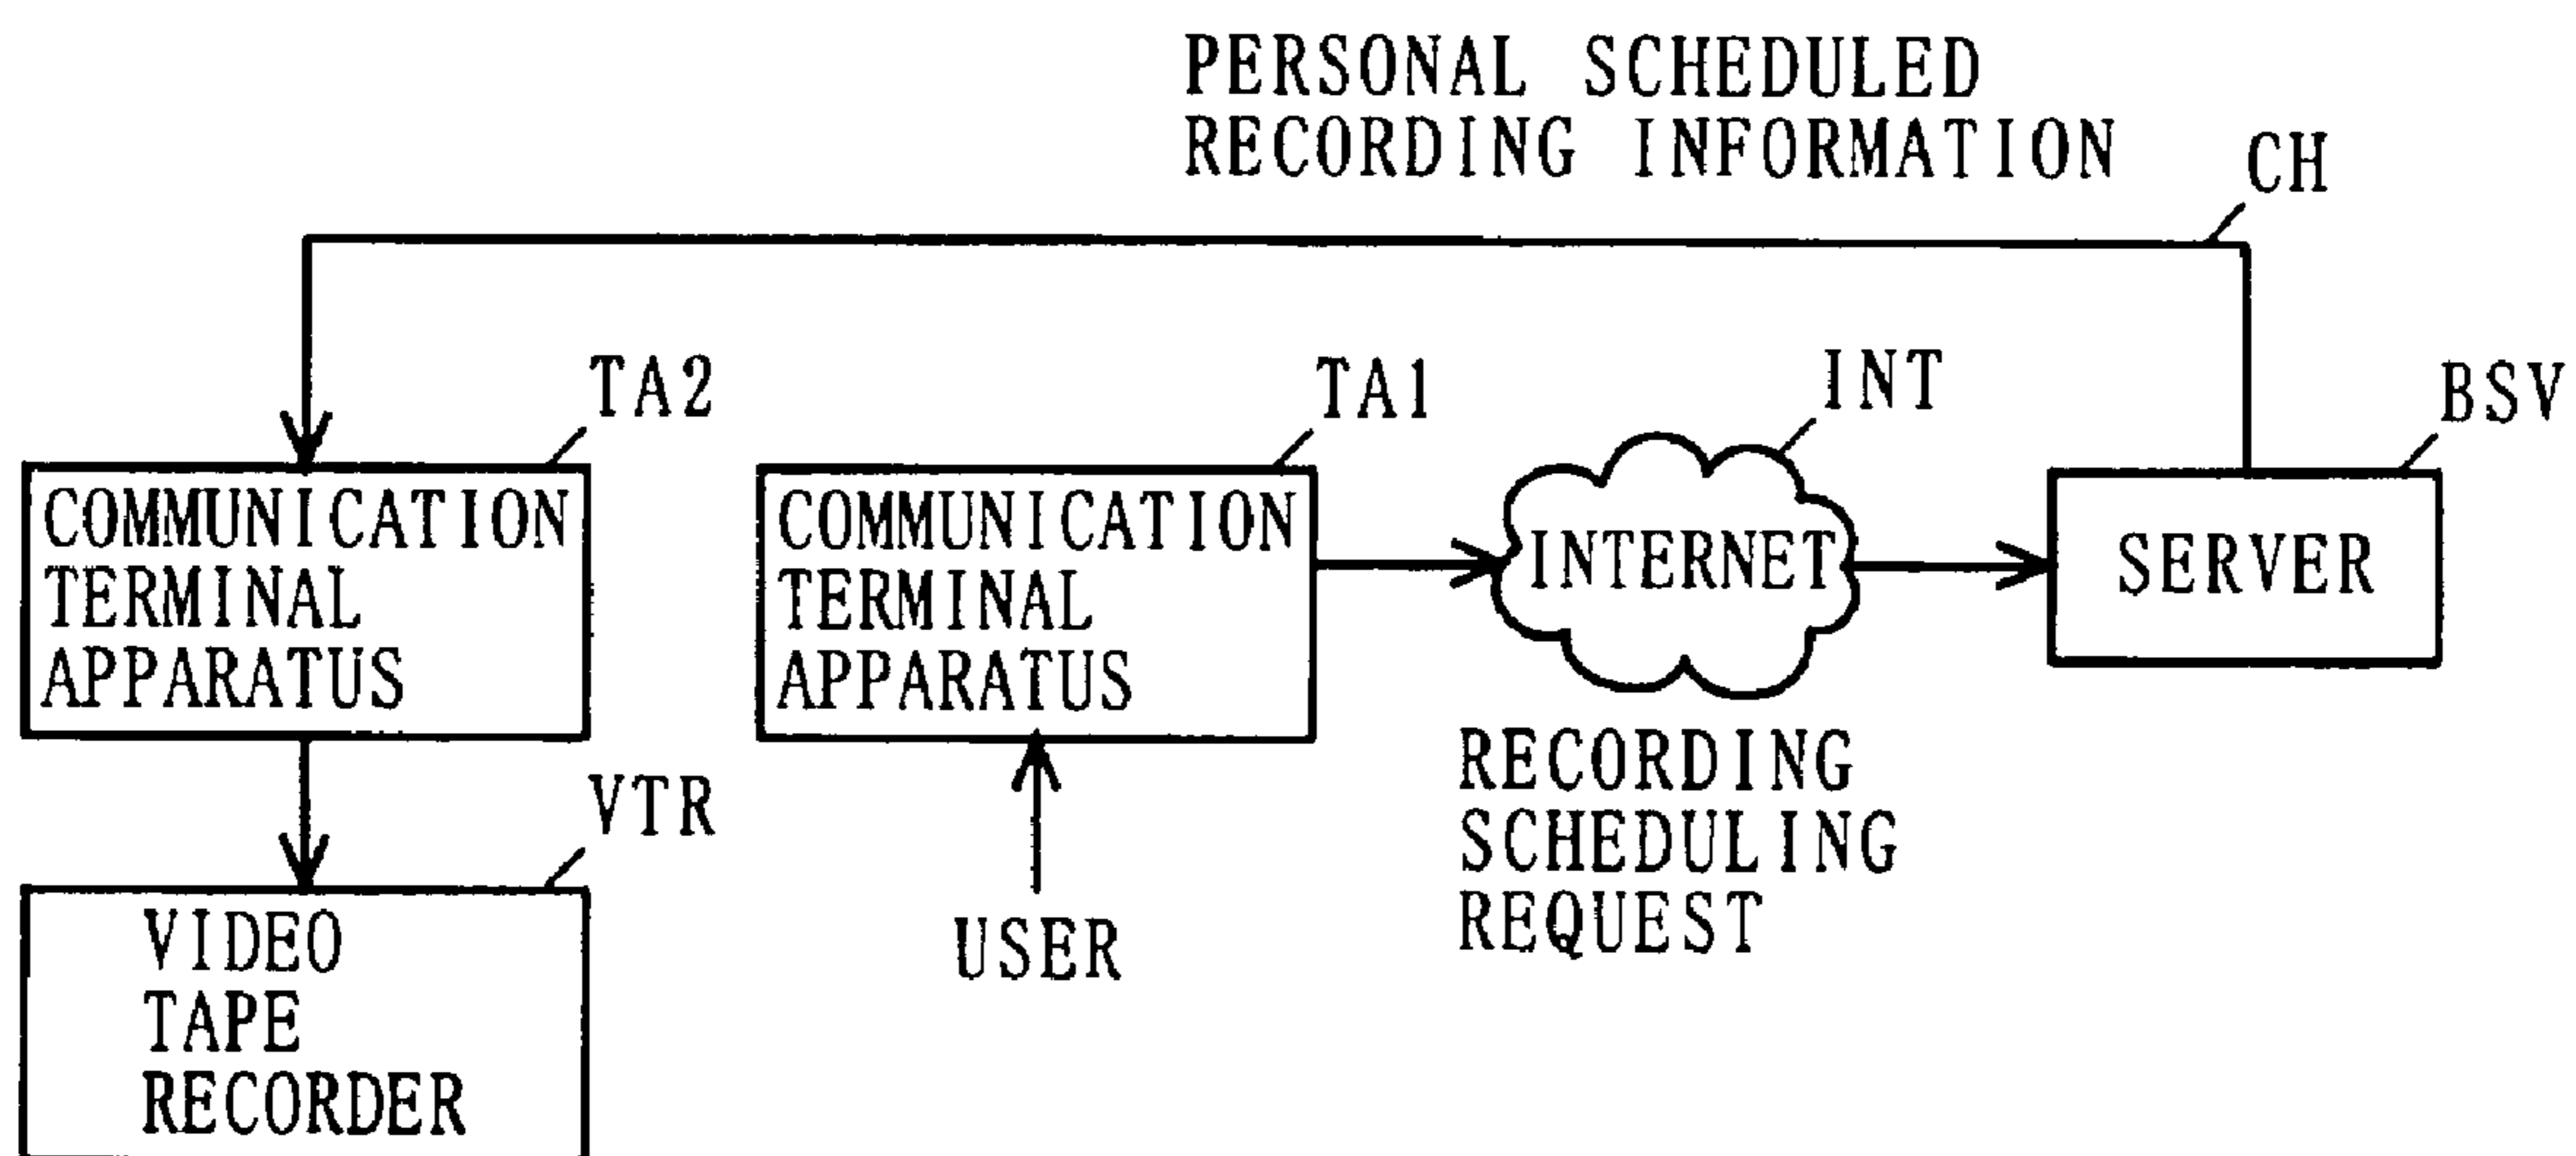 PERSONAL SCHEDULED
RECORDING INFORMATION
CH
TA2
TA1
INT
BSV
COMMUNICATION
TERMINAL
APPARATUS
COMMUNICATION
TERMINAL
APPARATUS
INTERNET
SERVER
VTR
RECORDING
SCHEDULING
REQUEST
USER
VIDEO
TAPE
RECORDER